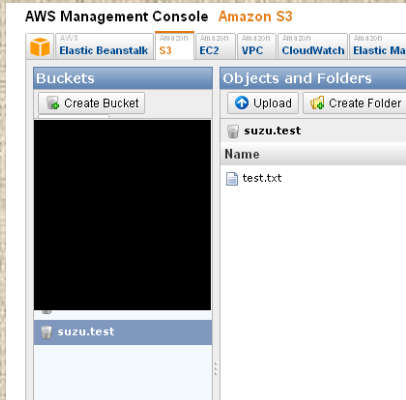 AWS Management Console Amazon S3
AWS Amazon Amazon Amazon Amazon Amazon
Elastic Beanstalk S3 EC2 VPC CloudWatch Elastic Ma
Buckets
Create Bucket
suzu.test
Objects and Folders
Upload Create Folder
suzu.test
Name
test.txt